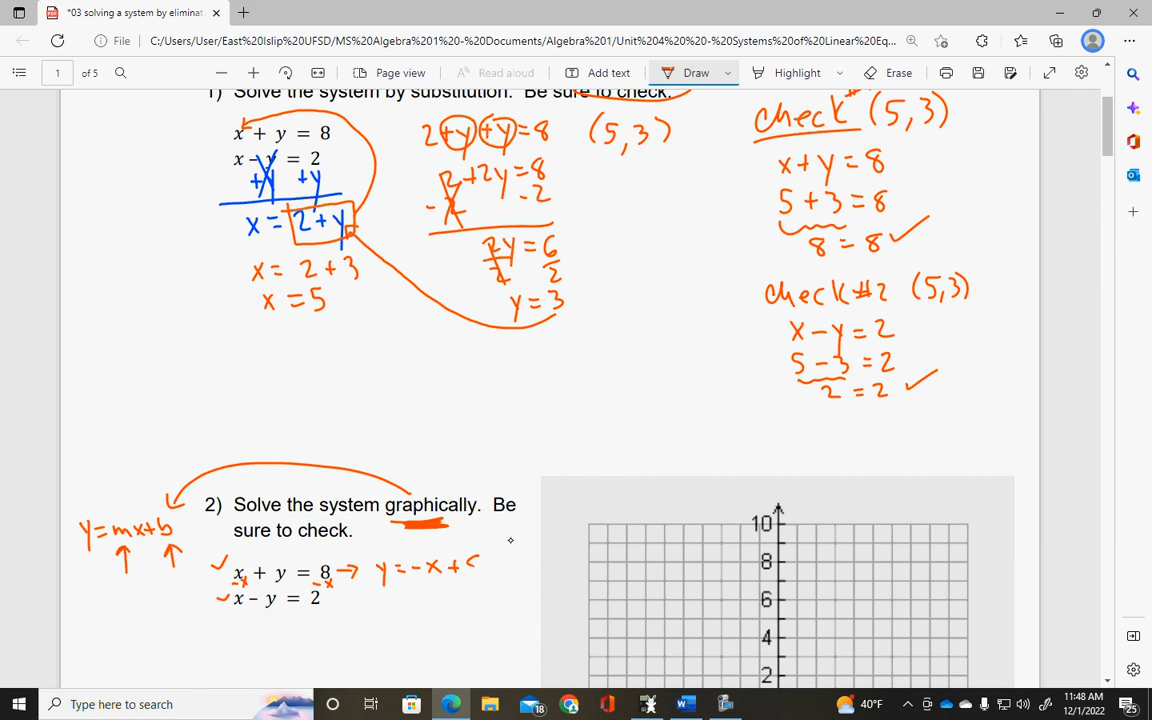 *03 solving a system by eliminat
File
C:/Users/User/East%20Islip%20UFSD/MS%20Algebra%201%20-%20Documents/Algebra%201/Unit%204%20%20-%20Systems%20of%20Linear%20Eq...
1 of 5
Page view
Read aloud
Add text
Draw
Highlight
Erase
1) Solve the system by substitution. Be sure to check.
x + y = 8
x - y = 2
+y +y
x = 2 + y
x = 2 + 3
x = 5
2 +y +y = 8
2 + 2y = 8
-2 -2
2y = 6
2 2
y = 3
(5, 3)
check # (5,3)
x + y = 8
5 + 3 = 8
8 = 8 ✓
check #2 (5,3)
x - y = 2
5 - 3 = 2
2 = 2 ✓
2) Solve the system graphically. Be
sure to check.
y = mx + b
✓ x + y = 8 → y = -x +
-x -x
✓ x - y = 2
10
8
6
4
2
Type here to search
18
40°F
11:48 AM
12/1/2022
25